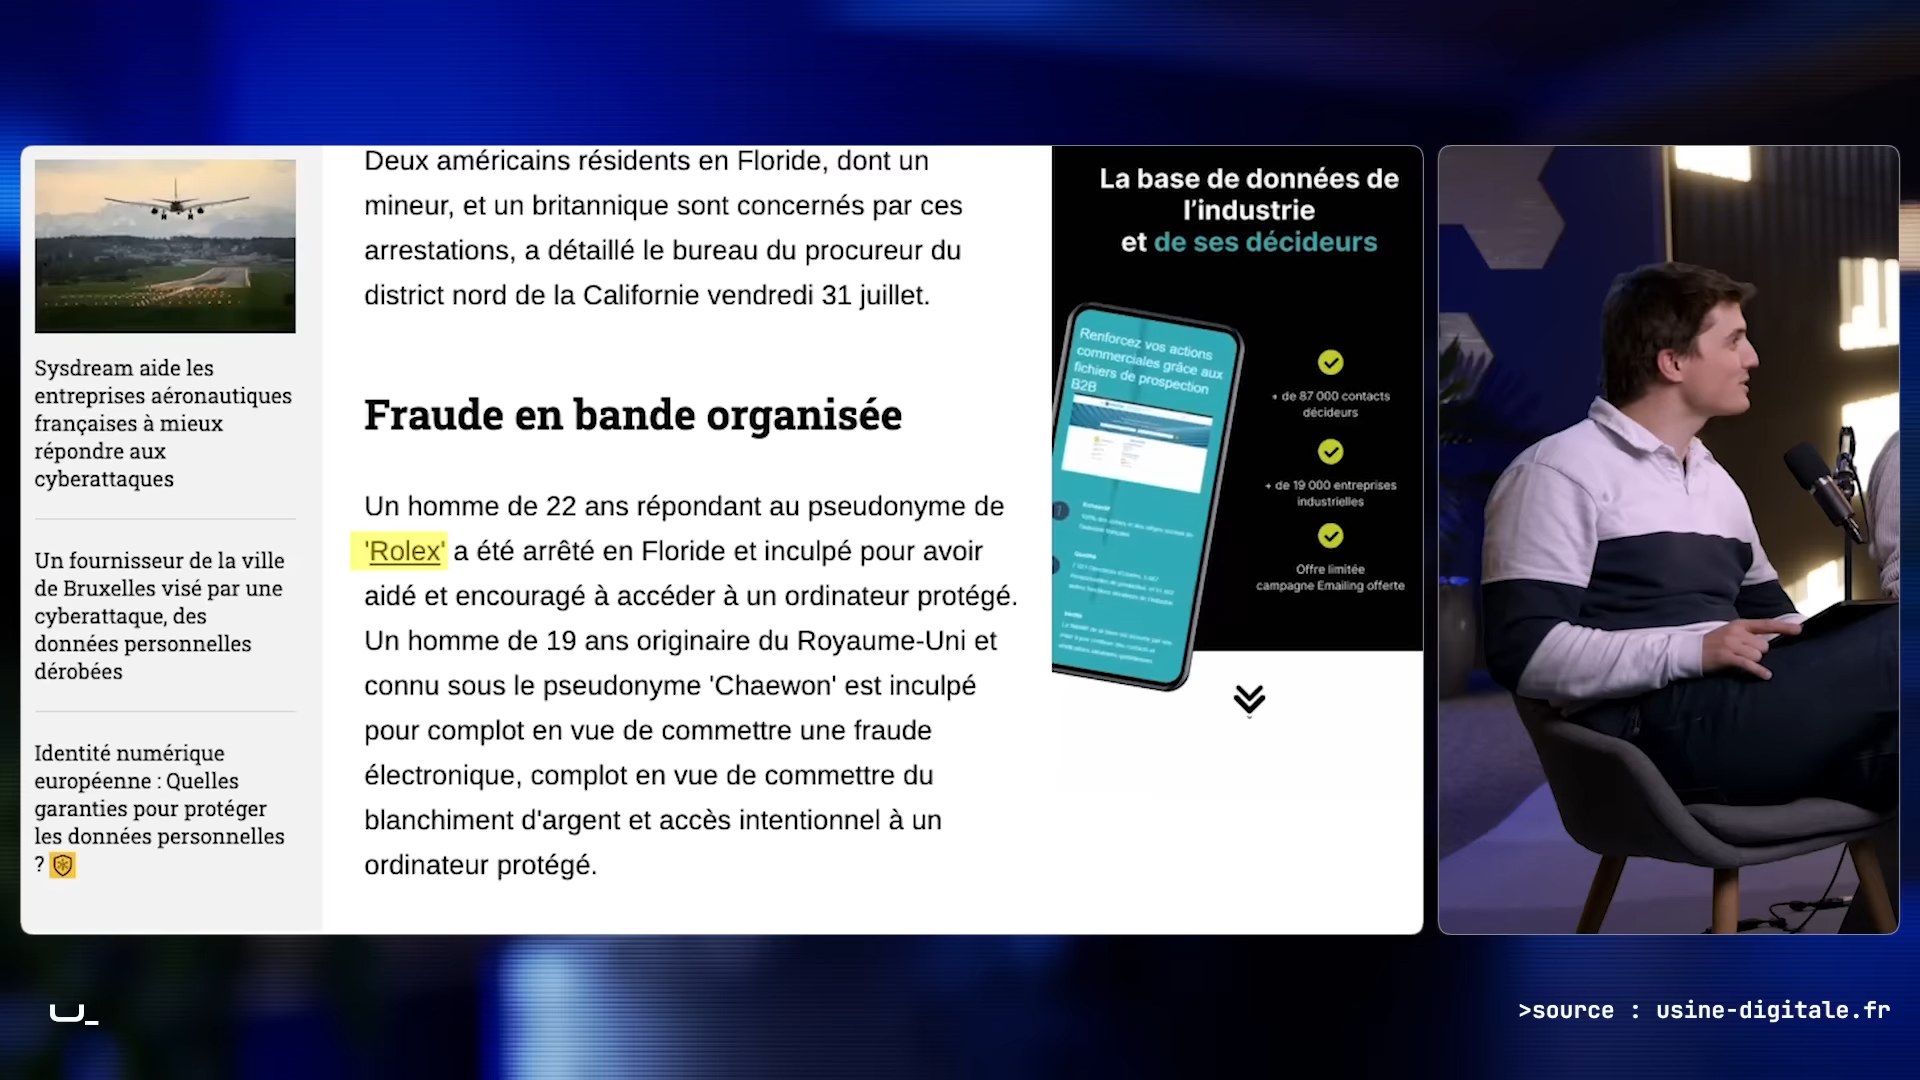 Sysdream aide les
entreprises aéronautiques
françaises à mieux
répondre aux
cyberattaques
Un fournisseur de la ville
de Bruxelles visé par une
cyberattaque, des
données personnelles
dérobées
Identité numérique
européenne : Quelles
garanties pour protéger
les données personnelles
?
Deux américains résidents en Floride, dont un
mineur, et un britannique sont concernés par ces
arrestations, a détaillé le bureau du procureur du
district nord de la Californie vendredi 31 juillet.
Fraude en bande organisée
Un homme de 22 ans répondant au pseudonyme de
'Rolex' a été arrêté en Floride et inculpé pour avoir
aidé et encouragé à accéder à un ordinateur protégé.
Un homme de 19 ans originaire du Royaume-Uni et
connu sous le pseudonyme 'Chaewon' est inculpé
pour complot en vue de commettre une fraude
électronique, complot en vue de commettre du
blanchiment d'argent et accès intentionnel à un
ordinateur protégé.
La base de données de
l'industrie
et de ses décideurs
Renforcez vos actions
commerciales grâce aux
fichiers de prospection
B2B
+ de 87 000 contacts
décideurs
+ de 19 000 entreprises
industrielles
Offre limitée
campagne Emailing offerte
>source : usine-digitale.fr